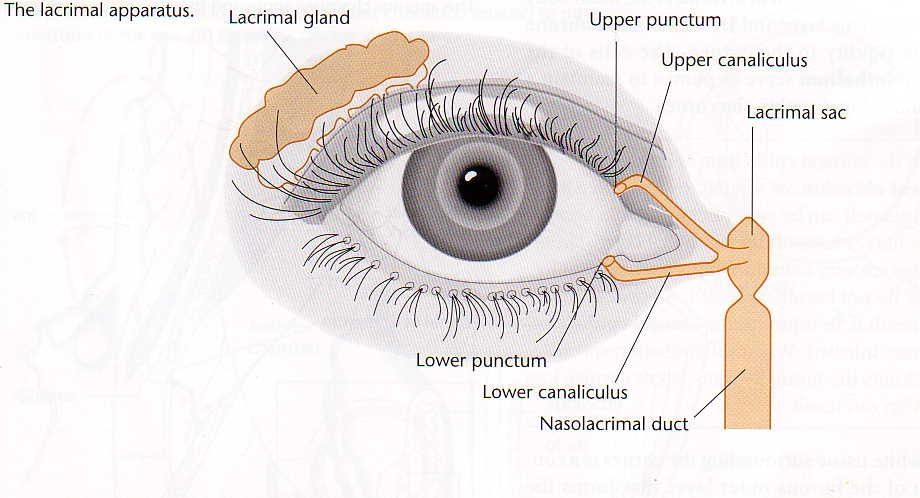 The lacrimal apparatus.
Lacrimal gland
Upper punctum
Upper canaliculus
Lacrimal sac
Lower punctum
Lower canaliculus
Nasolacrimal duct